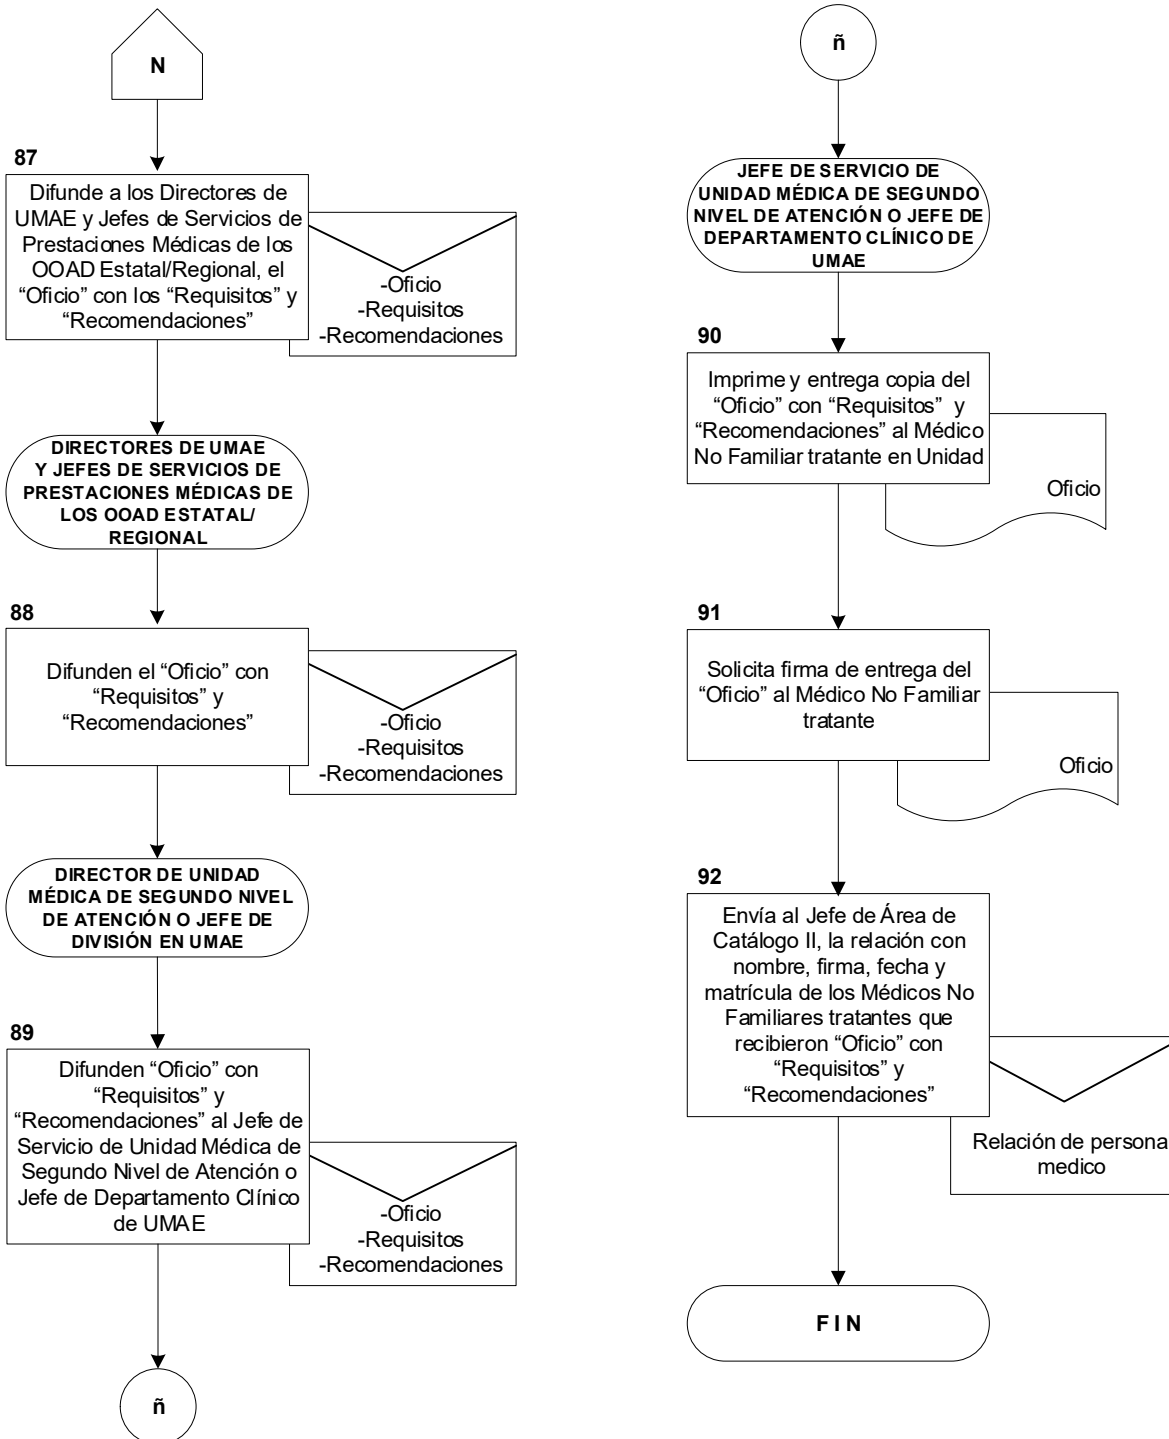 N
87
Difunde a los Directores de
UMAE y Jefes de Servicios de
Prestaciones Médicas de los
OOAD Estatal/Regional, el
“Oficio” con los “Requisitos” y
“Recomendaciones”
-Oficio
-Requisitos
-Recomendaciones
DIRECTORES DE UMAE
Y JEFES DE SERVICIOS DE
PRESTACIONES MÉDICAS DE
LOS OOAD ESTATAL/
REGIONAL
88
Difunden el “Oficio” con
“Requisitos” y
“Recomendaciones”
-Oficio
-Requisitos
-Recomendaciones
DIRECTOR DE UNIDAD
MÉDICA DE SEGUNDO NIVEL
DE ATENCIÓN O JEFE DE
DIVISIÓN EN UMAE
89
Difunden “Oficio” con
“Requisitos” y
“Recomendaciones” al Jefe de
Servicio de Unidad Médica de
Segundo Nivel de Atención o
Jefe de Departamento Clínico
de UMAE
-Oficio
-Requisitos
-Recomendaciones
ñ
ñ
JEFE DE SERVICIO DE
UNIDAD MÉDICA DE SEGUNDO
NIVEL DE ATENCIÓN O JEFE DE
DEPARTAMENTO CLÍNICO DE
UMAE
90
Imprime y entrega copia del
“Oficio” con “Requisitos” y
“Recomendaciones” al Médico
No Familiar tratante en Unidad
Oficio
91
Solicita firma de entrega del
“Oficio” al Médico No Familiar
tratante
Oficio
92
Envía al Jefe de Área de
Catálogo II, la relación con
nombre, firma, fecha y
matrícula de los Médicos No
Familiares tratantes que
recibieron “Oficio” con
“Requisitos” y
“Recomendaciones”
Relación de persona
medico
FIN